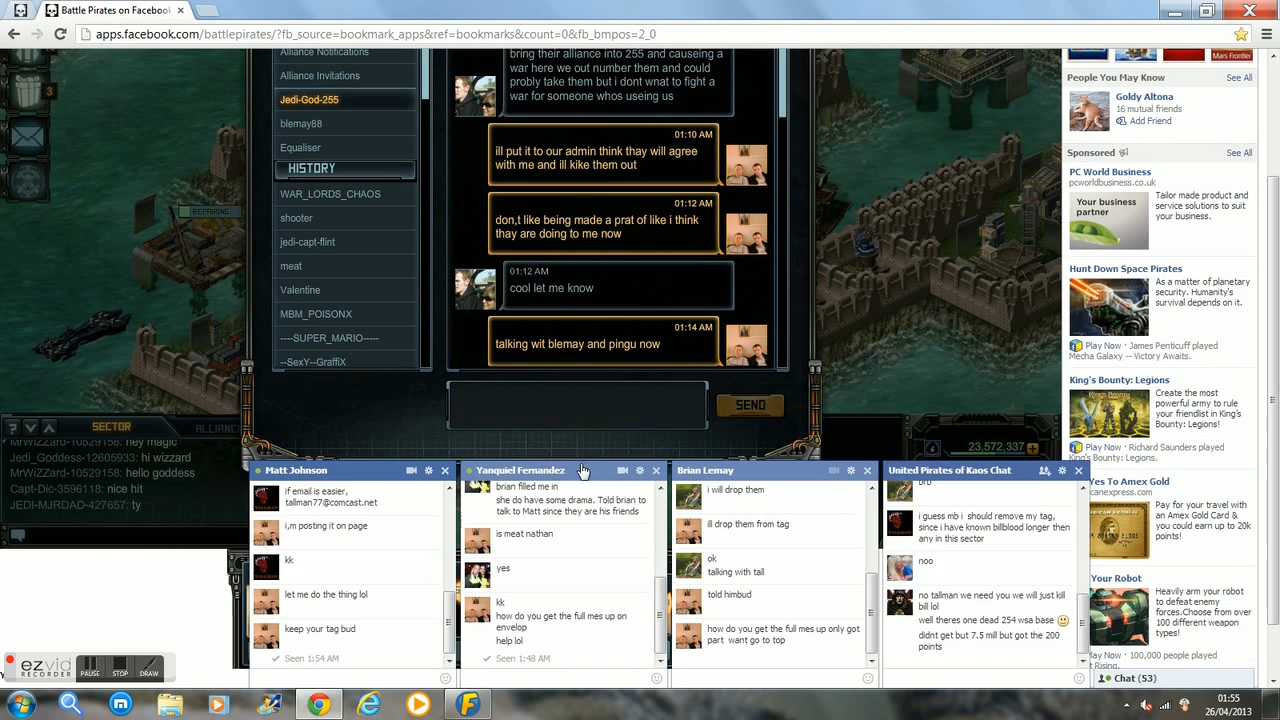 Battle Pirates on Facebook
apps.facebook.com/battlepirates/?fb_source=bookmark_apps&ref=bookmarks&count=0&fb_bmpos=2_0
Alliance Notifications
Alliance Invitations
Jedi-God-255
blemay88
Equaliser
HISTORY
WAR_LORDS_CHAOS
shooter
jedi-capt-flint
meat
Valentine
MBM_POISONX
----SUPER_MARIO-----
--SexY--GraffiX
3
REPAIRING
bring their alliance into 255 and causeing a
war here we out number them and could
probly take them but i dont wnat to fight a
war for someone whos useing us
01:10 AM
ill put it to our admin think thay will agree
with me and ill kike them out
01:12 AM
don,t like being made a prat of like i think
thay are doing to me now
01:12 AM
cool let me know
01:14 AM
talking wit blemay and pingu now
SEND
?
SECTOR
ALLIANC
MrWiZZard-10529158: hey magic
Jedi_Goddess-12605933: hi wizzard
MrWiZZard-10529158: hello goddess
Capt-Dic-3596118: nice hit
JEDI-MJRDAD-427657: ty
23,572,337
Mars Frontier
People You May Know
See All
Goldy Altona
16 mutual friends
Add Friend
Sponsored
See All
PC World Business
pcworldbusiness.co.uk
Your business
partner
Tailor made product and
service solutions to suit
your business.
Hunt Down Space Pirates
As a matter of planetary
security. Humanity's
survival depends on it.
Play Now · James Penticuff played
Mecha Galaxy -- Victory Awaits.
King's Bounty: Legions
Create the most
powerful army to rule
your friendlist in King's
Bounty: Legions!
Play Now · Richard Saunders played
King's Bounty: Legions.
Yes To Amex Gold
canexpress.com
Pay for your travel with
an Amex Gold Card &
you could earn up to 20k
points!
Your Robot
Heavily arm your robot
to defeat enemy
forces.Choose from over
100 different weapon
types!
100,000 people played
Rising.
Chat (53)
Matt Johnson
if email is easier,
tallman77@comcast.net
i,m posting it on page
kk
let me do the thing lol
keep your tag bud
Seen 1:54 AM
Yanquiel Fernandez
brian filled me in
she do have some drama. Told brian to
talk to Matt since they are his friends
is meat nathan
yes
kk
how do you get the full mes up on
envelop
help lol
Seen 1:48 AM
Brian Lemay
i will drop them
ill drop them from tag
ok
talking with tall
told himbud
how do you get the full mes up only got
part want go to top
United Pirates of Kaos Chat
brb
i guess mb i should remove my tag,
since i have known billblood longer then
any in this sector
noo
no tallman we need you we will just kill
bill lol
well theres one dead 254 wsa base
didnt get but 7.5 mill but got the 200
points
ezvid
RECORDER
PAUSE
STOP
DRAW
01:55
26/04/2013